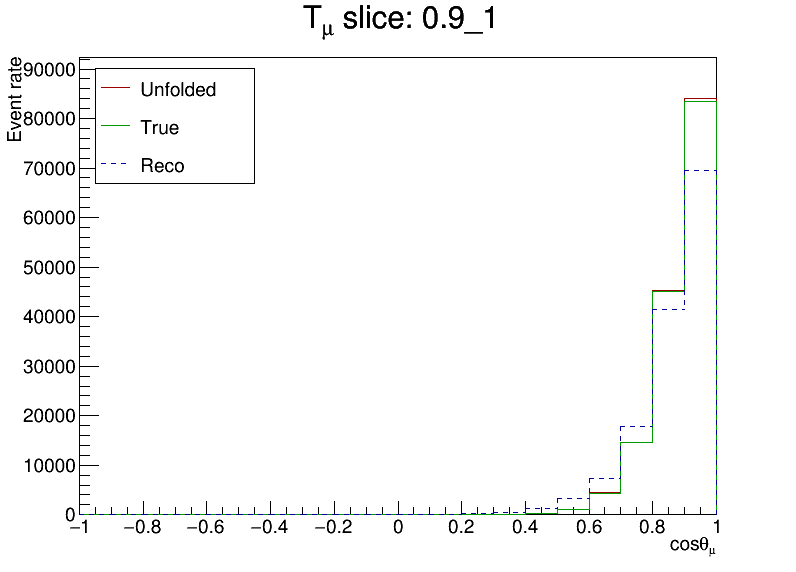 Tμ slice: 0.9_1
Event rate
Unfolded
True
Reco
90000
80000
70000
60000
50000
40000
30000
20000
10000
0
−1 −0.8 −0.6 −0.4 −0.2 0 0.2 0.4 0.6 0.8 1
cosθμ